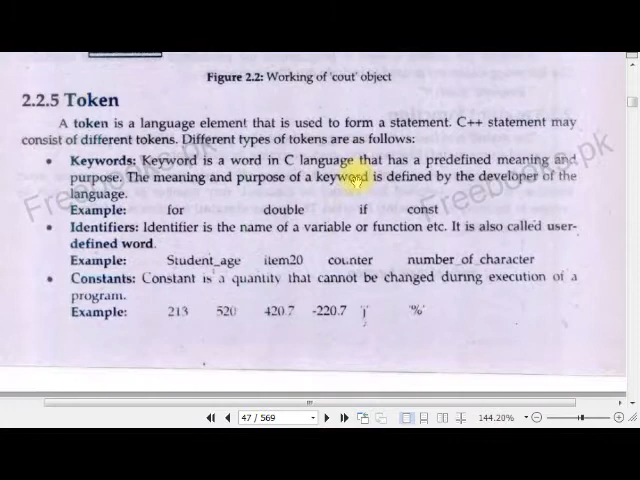 Figure 2.2: Working of 'cout' object
2.2.5 Token
A token is a language element that is used to form a statement. C++ statement may
consist of different tokens. Different types of tokens are as follows:
• Keywords: Keyword is a word in C language that has a predefined meaning and
purpose. The meaning and purpose of a keyword is defined by the developer of the
language.
Example: for double if const
• Identifiers: Identifier is the name of a variable or function etc. It is also called user-
defined word.
Example: Student_age item20 counter number_of_character
• Constants: Constant is a quantity that cannot be changed during execution of a
program.
Example: 213 520 420.7 -220.7 '%'
47 / 569
144.20%